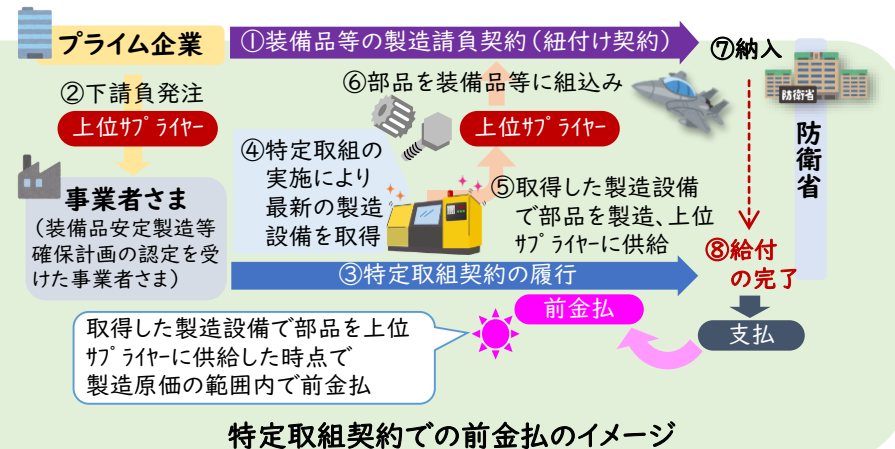 プライム企業
①装備品等の製造請負契約（紐付け契約）
⑦納入
防衛省
防衛省
②下請負発注
上位サプライヤー
⑥部品を装備品等に組込み
上位サプライヤー
④特定取組の
実施により
最新の製造
設備を取得
⑤取得した製造設備
で部品を製造、上位
サプライヤーに供給
事業者さま
（装備品安定製造等
確保計画の認定を受
けた事業者さま）
③特定取組契約の履行
⑧給付
の完了
前金払
支払
取得した製造設備で部品を上位
サプライヤーに供給した時点で
製造原価の範囲内で前金払
特定取組契約での前金払のイメージ